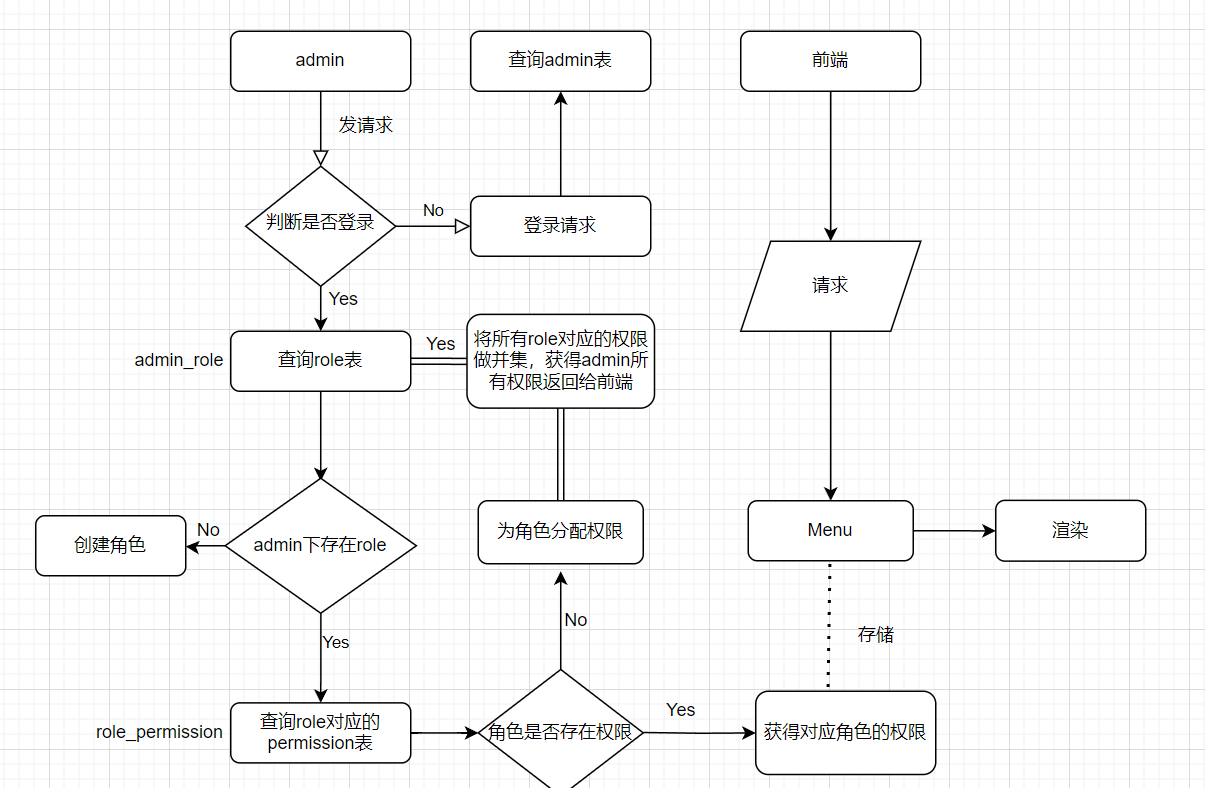 admin
查询admin表
前端
发请求
判断是否登录
No
登录请求
请求
Yes
admin_role
查询role表
Yes
将所有role对应的权限
做并集，获得admin所
有权限返回给前端
创建角色
No
admin下存在role
为角色分配权限
Menu
渲染
Yes
No
存储
role_permission
查询role对应的
permission表
角色是否存在权限
Yes
获得对应角色的权限